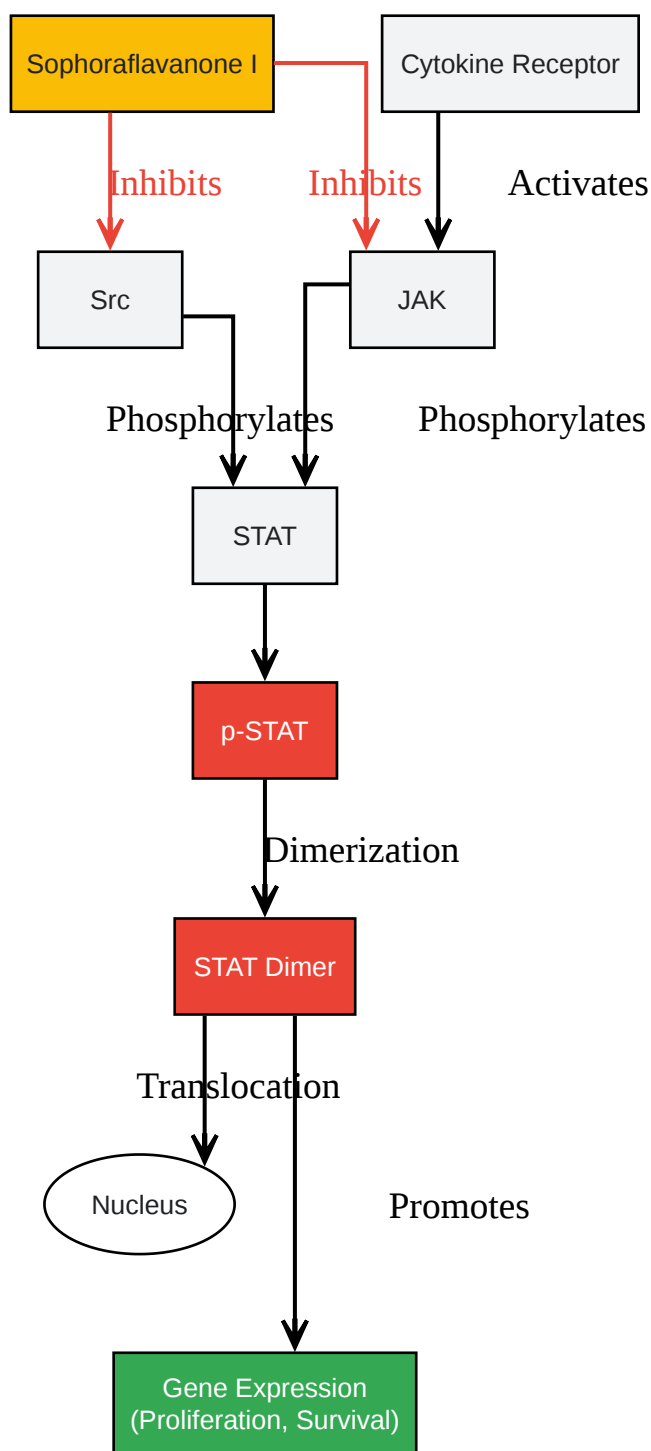 Sophoraflavanone I
Cytokine Receptor
Inhibits
Inhibits
Activates
Src
JAK
Phosphorylates
Phosphorylates
STAT
p-STAT
Dimerization
STAT Dimer
Translocation
Nucleus
Promotes
Gene Expression
(Proliferation, Survival)